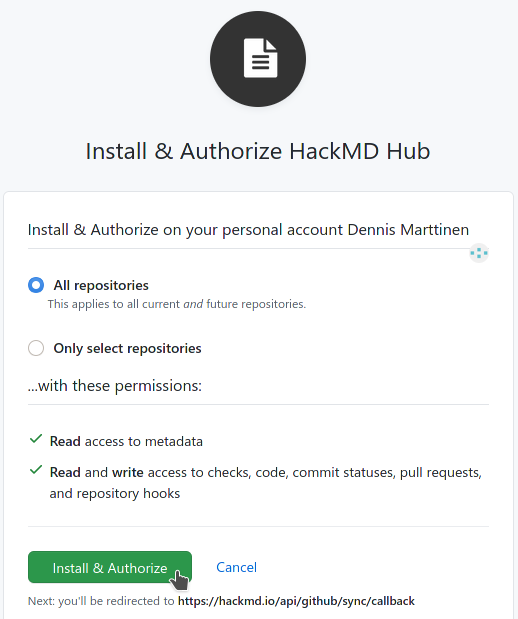 Install & Authorize HackMD Hub
Install & Authorize on your personal account Dennis Marttinen
All repositories
This applies to all current and future repositories.
Only select repositories
...with these permissions:
Read access to metadata
Read and write access to checks, code, commit statuses, pull requests,
and repository hooks
Install & Authorize
Cancel
Next: you'll be redirected to https://hackmd.io/api/github/sync/callback